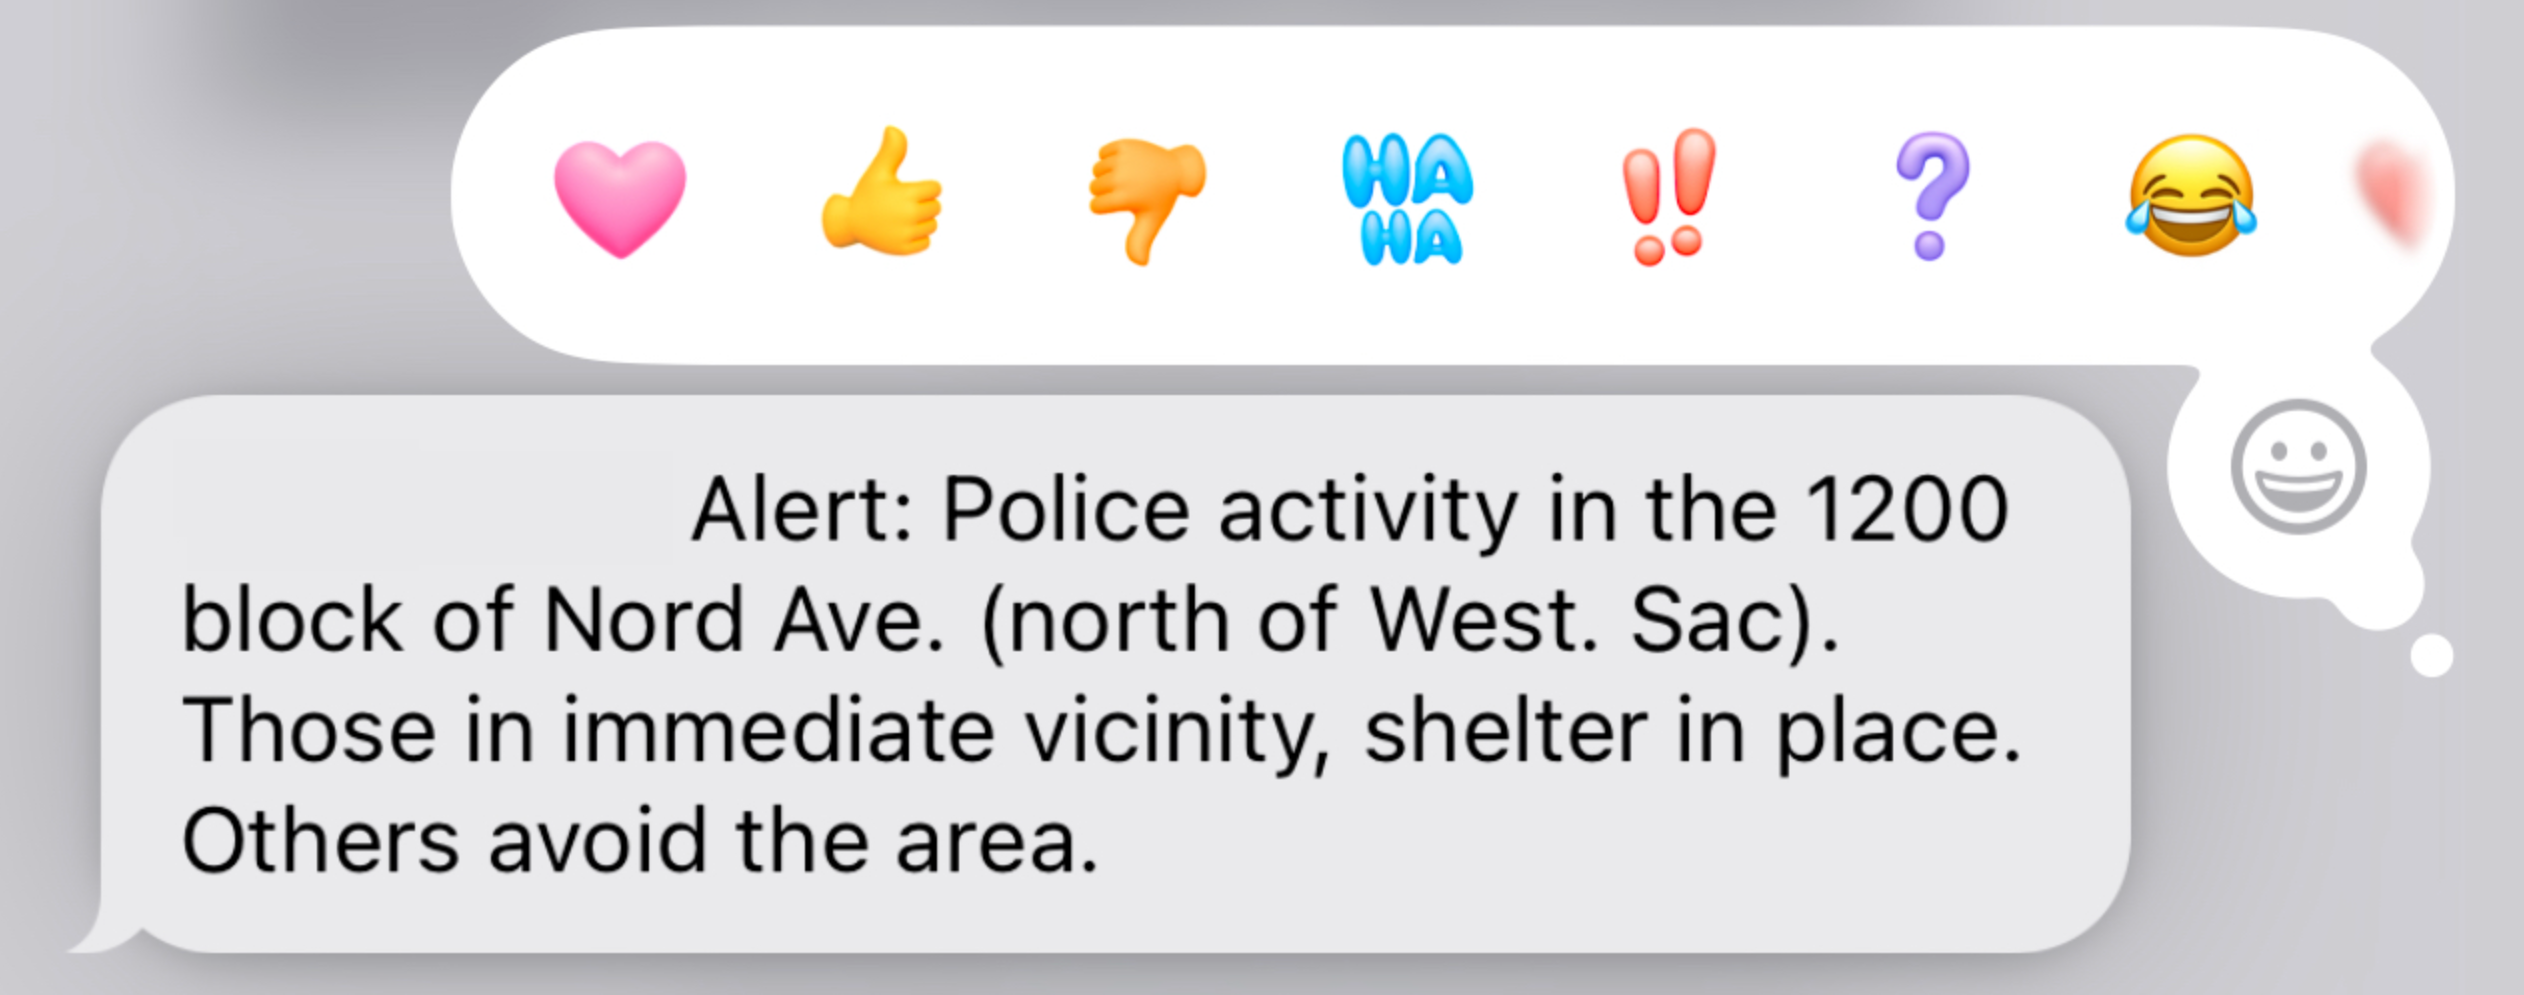 HA
HA
Alert: Police activity in the 1200
block of Nord Ave. (north of West. Sac).
Those in immediate vicinity, shelter in place.
Others avoid the area.